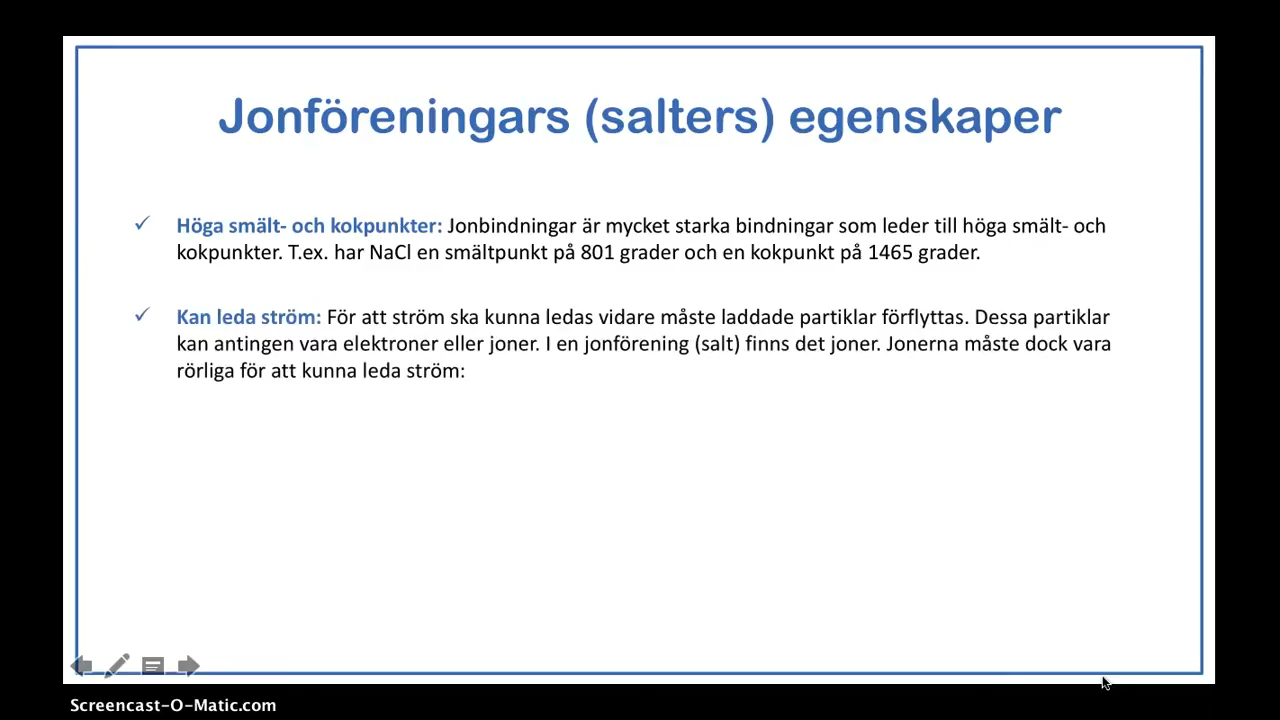 Jonföreningars (salters) egenskaper
✓ Höga smält- och kokpunkter: Jonbindningar är mycket starka bindningar som leder till höga smält- och
kokpunkter. T.ex. har NaCl en smältpunkt på 801 grader och en kokpunkt på 1465 grader.
✓ Kan leda ström: För att ström ska kunna ledas vidare måste laddade partiklar förflyttas. Dessa partiklar
kan antingen vara elektroner eller joner. I en jonförening (salt) finns det joner. Jonerna måste dock vara
rörliga för att kunna leda ström:
Screencast-O-Matic.com